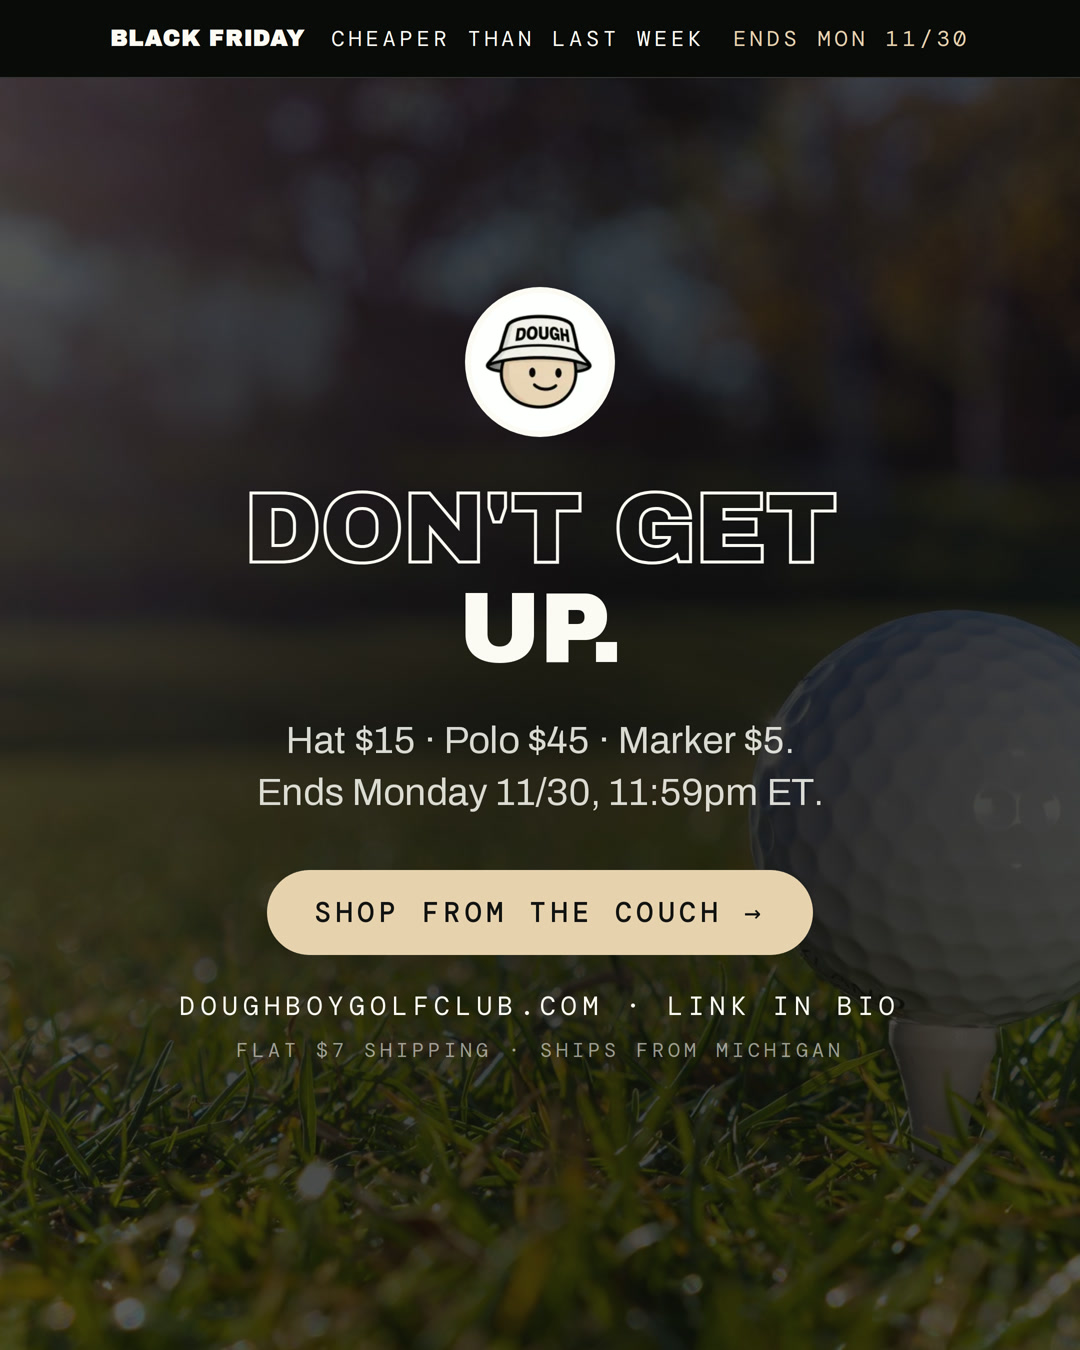 BLACK FRIDAY CHEAPER THAN LAST WEEK ENDS MON 11/30
DOUGH
DON'T GET
UP.
Hat $15 · Polo $45 · Marker $5.
Ends Monday 11/30, 11:59pm ET.
SHOP FROM THE COUCH →
DOUGHBOYGOLFCLUB.COM · LINK IN BIO
FLAT $7 SHIPPING · SHIPS FROM MICHIGAN